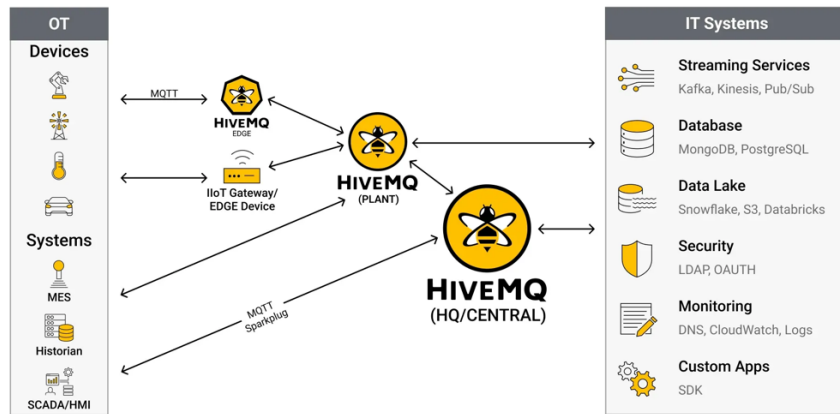 OT
Devices
Systems
MES
Historian
SCADA/HMI
MQTT
HIVEMQ
EDGE
IIoT Gateway/
EDGE Device
HIVEMQ
(PLANT)
MQTT
Sparkplug
HIVEMQ
(HQ/CENTRAL)
IT Systems
Streaming Services
Kafka, Kinesis, Pub/Sub
Database
MongoDB, PostgreSQL
Data Lake
Snowflake, S3, Databricks
Security
LDAP, OAUTH
Monitoring
DNS, CloudWatch, Logs
Custom Apps
SDK